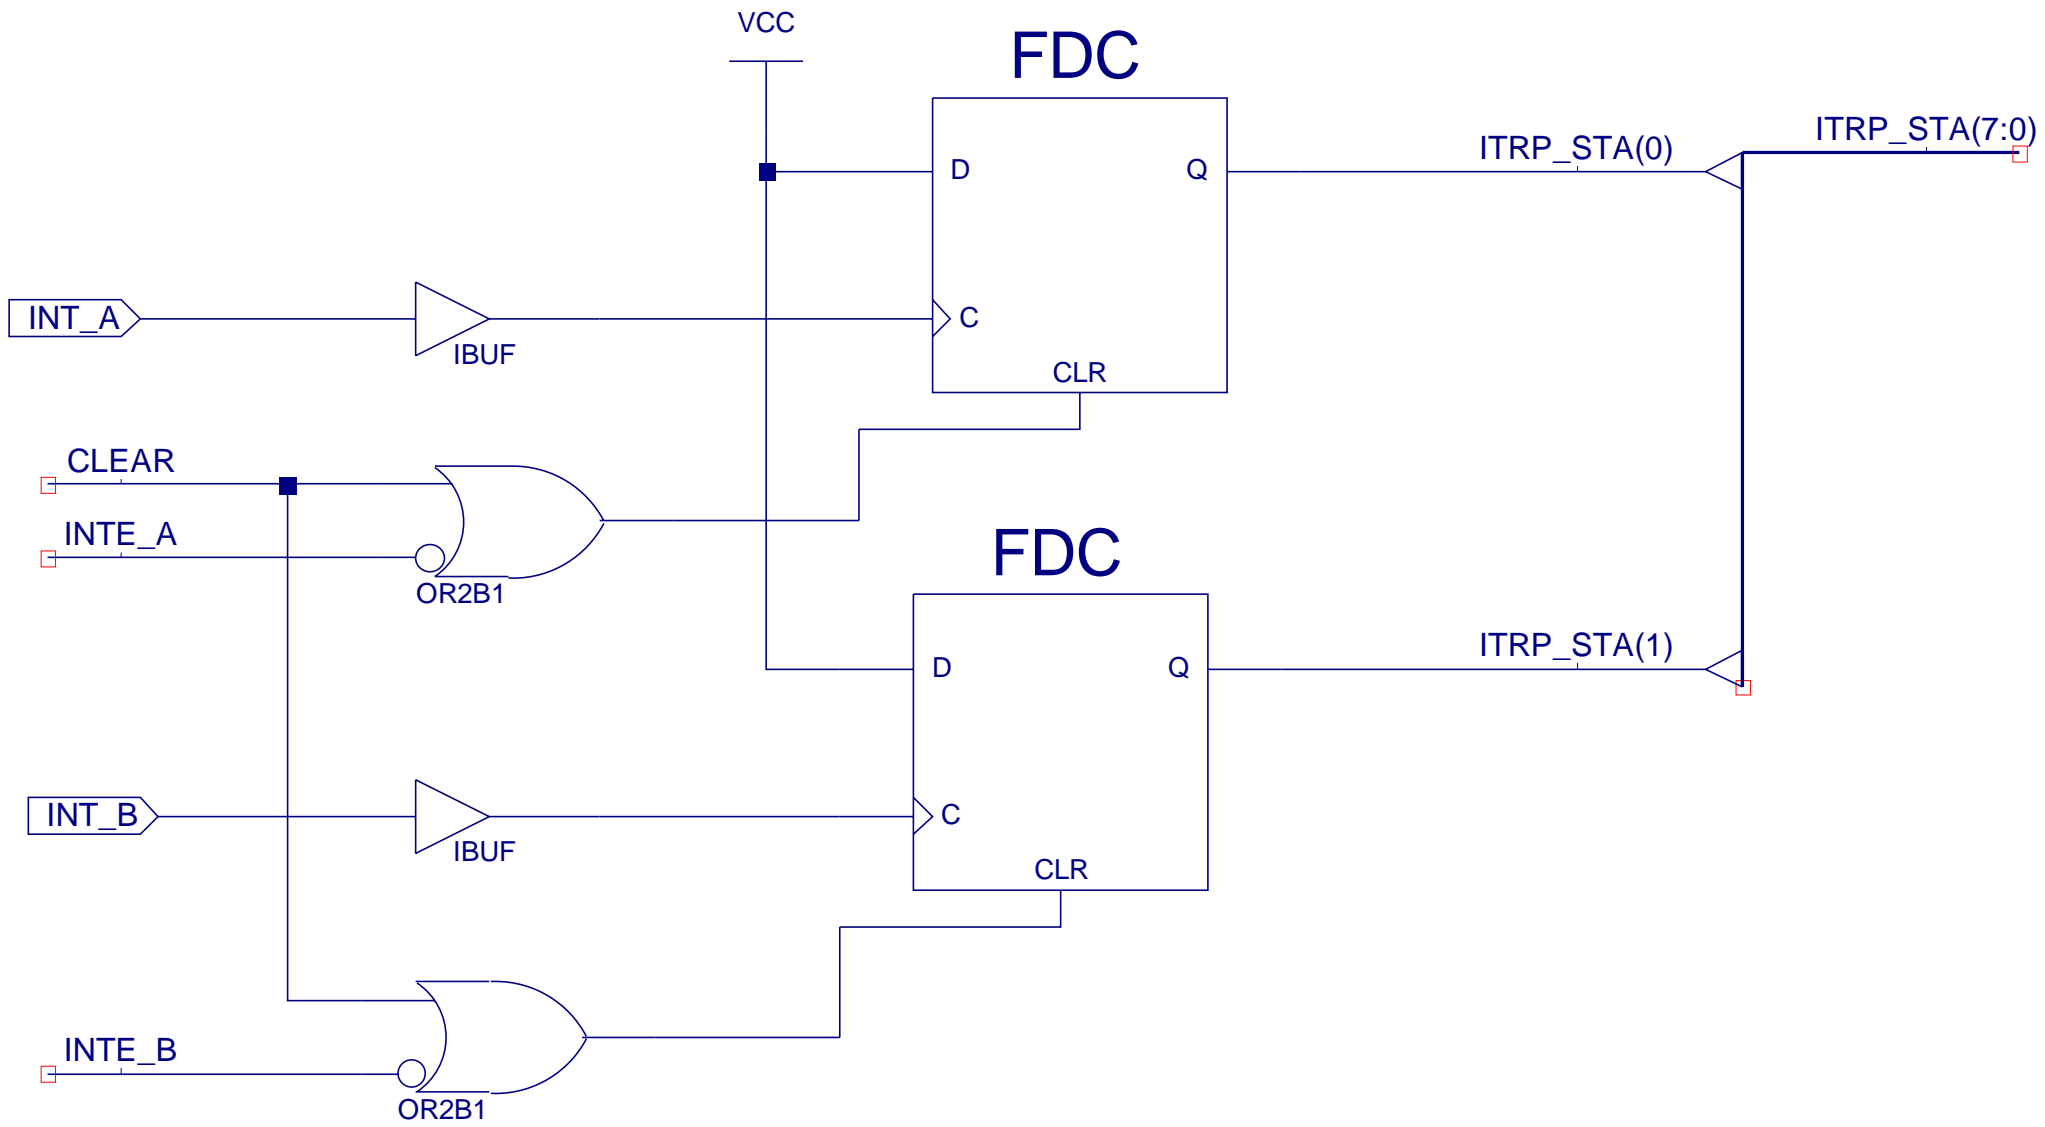 VCC
FDC
ITRP_STA(7:0)
ITRP_STA(0)
D
Q
INT_A
C
IBUF
CLR
CLEAR
INTE_A
FDC
OR2B1
ITRP_STA(1)
D
Q
INT_B
C
IBUF
CLR
INTE_B
OR2B1